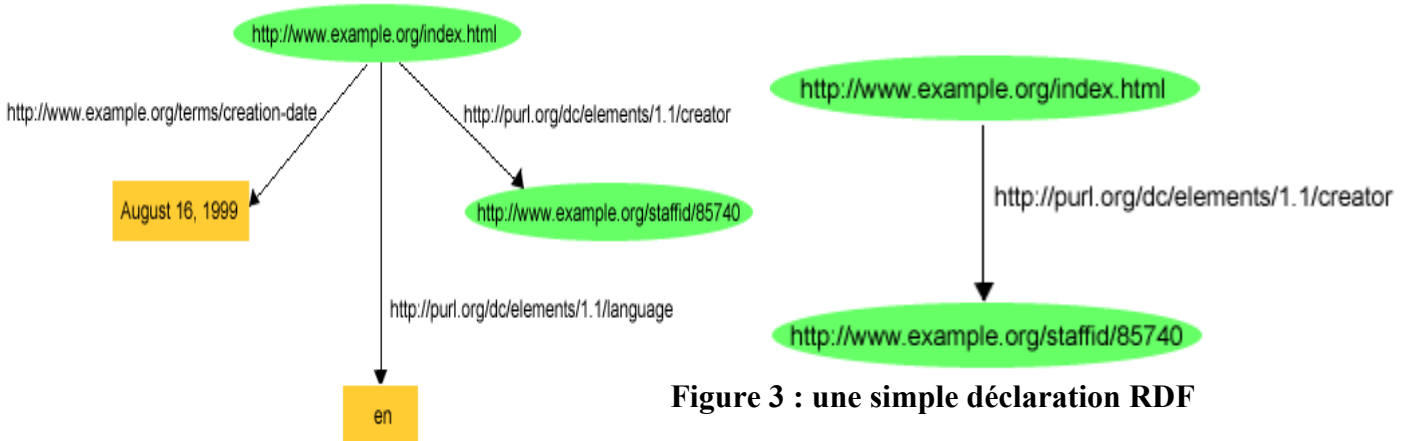 http://www.example.org/index.html
http://www.example.org/terms/creation-date
http://purl.org/dc/elements/1.1/creator
August 16, 1999
http://www.example.org/staffid/85740
http://purl.org/dc/elements/1.1/language
en
http://www.example.org/index.html
http://purl.org/dc/elements/1.1/creator
http://www.example.org/staffid/85740
Figure 3 : une simple déclaration RDF